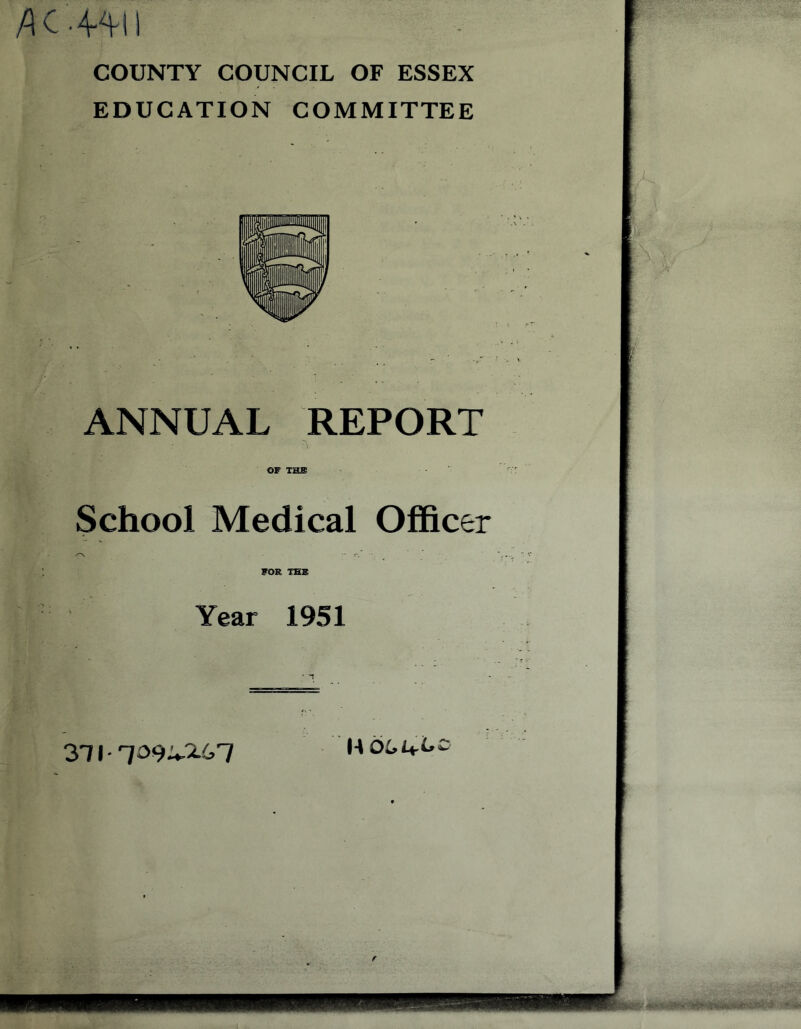 AC.4411
COUNTY COUNCIL OF ESSEX
EDUCATION COMMITTEE
ANNUAL REPORT
OF THE
School Medical Officer
FOR THE
Year 1951
371.7094267
H06460